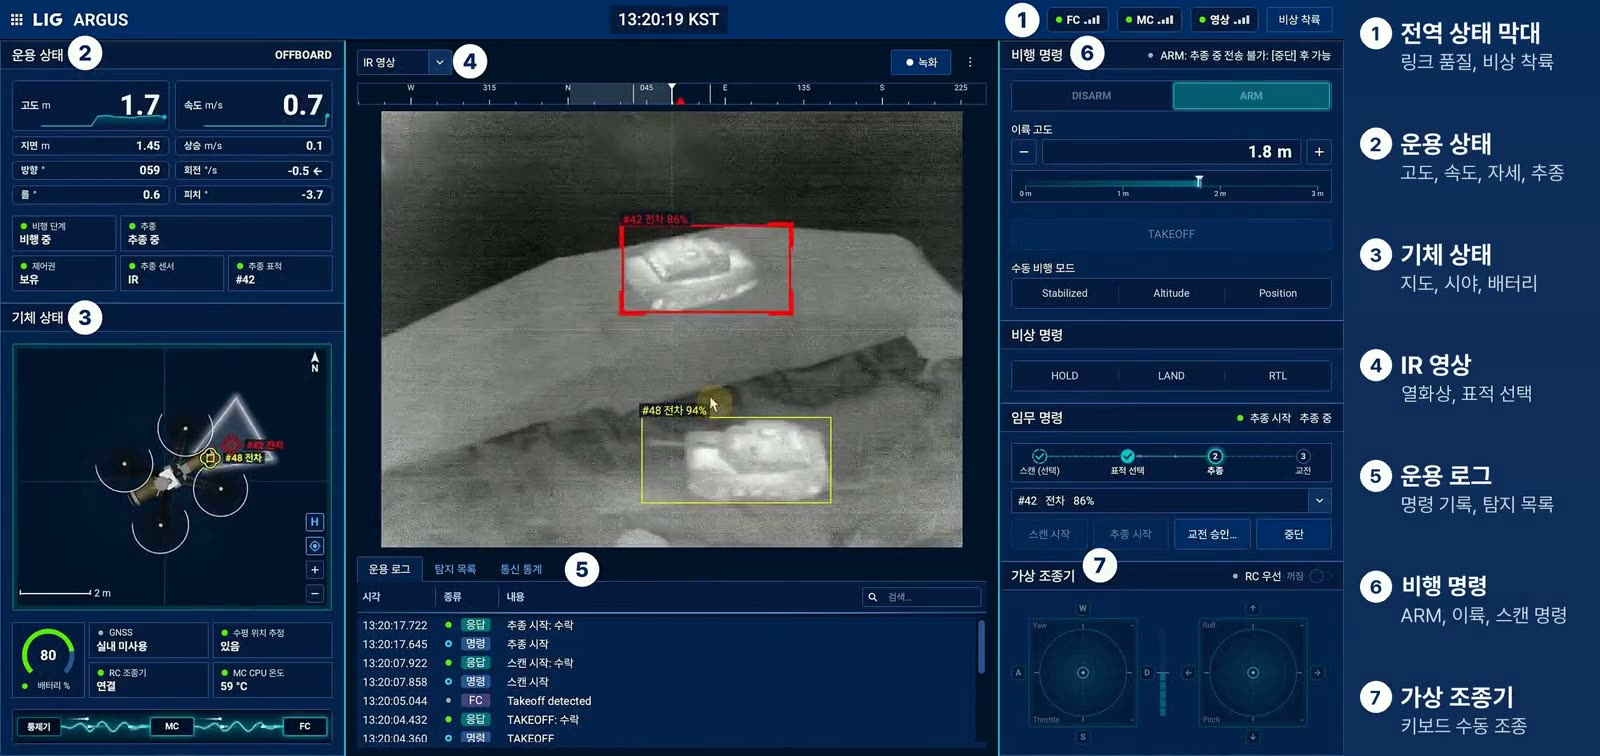 LIG ARGUS
13:20:19 KST
1
FC
MC
영상
비상 착륙
운용 상태 2
OFFBOARD
고도 m 1.7
속도 m/s 0.7
지면 m 1.45
상승 m/s 0.1
방향 ° 059
회전 °/s -0.5 ←
롤 ° 0.6
피치 ° -3.7
비행 단계
비행 중
추종
추종 중
제어권
보유
추종 센서
IR
추종 표적
#42
기체 상태 3
N
#42 전차
#48 전차
H
+
−
2 m
80
배터리 %
GNSS
실내 미사용
수평 위치 추정
있음
RC 조종기
연결
MC CPU 온도
59 °C
통제기
MC
FC
IR 영상
4
녹화
W 315 N 045 E 135 S 225
#42 전차 86%
#48 전차 94%
운용 로그
탐지 목록
통신 통계
5
시각 종류 내용
검색...
13:20:17.722 응답 추종 시작: 수락
13:20:17.645 명령 추종 시작
13:20:07.922 응답 스캔 시작: 수락
13:20:07.858 명령 스캔 시작
13:20:05.044 FC Takeoff detected
13:20:04.432 응답 TAKEOFF: 수락
13:20:04.360 명령 TAKEOFF
비행 명령 6
ARM: 추종 중 전송 불가: [중단] 후 가능
DISARM
ARM
이륙 고도
−
1.8 m
+
0 m 1 m 2 m 3 m
TAKEOFF
수동 비행 모드
Stabilized
Altitude
Position
비상 명령
HOLD
LAND
RTL
임무 명령
추종 시작 추종 중
2
3
스캔 (선택)
표적 선택
추종
교전
#42 전차 86%
스캔 시작
추종 시작
교전 승인...
중단
가상 조종기 7
RC 우선 꺼짐
W
Yaw
A
D
Throttle
S
↑
Roll
←
→
Pitch
↓
1 전역 상태 막대
링크 품질, 비상 착륙
2 운용 상태
고도, 속도, 자세, 추종
3 기체 상태
지도, 시야, 배터리
4 IR 영상
열화상, 표적 선택
5 운용 로그
명령 기록, 탐지 목록
6 비행 명령
ARM, 이륙, 스캔 명령
7 가상 조종기
키보드 수동 조종